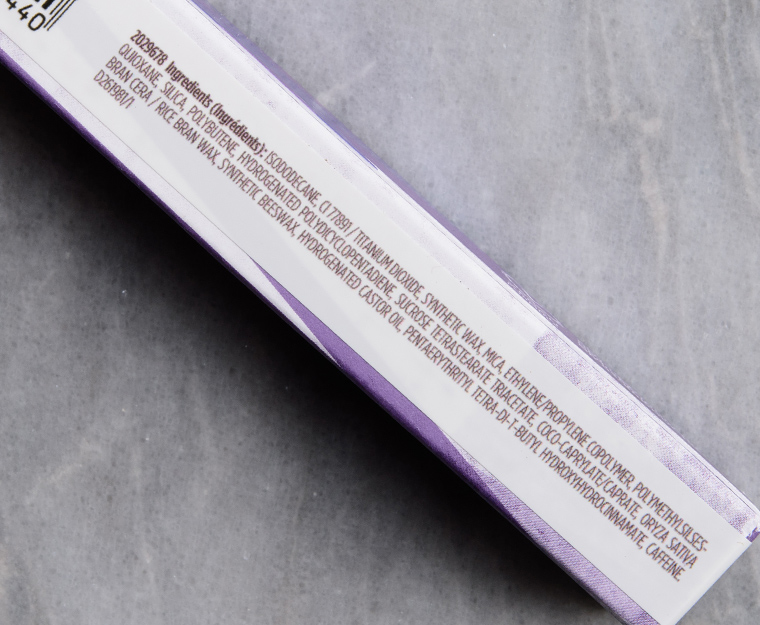 440
2029678 Ingredients (Ingrédients): ISODODECANE, CI 77891 / TITANIUM DIOXIDE, SYNTHETIC WAX, MICA, ETHYLENE/PROPYLENE COPOLYMER, POLYMETHYLSILSES-
QUIOXANE, SILICA, POLYBUTENE, HYDROGENATED POLYDICYCLOPENTADIENE, SUCROSE TETRASTEARATE TRIACETATE, COCO-CAPRYLATE/CAPRATE, ORYZA SATIVA
BRAN CERA / RICE BRAN WAX, SYNTHETIC BEESWAX, HYDROGENATED CASTOR OIL, PENTAERYTHRITYL TETRA-DI-T-BUTYL HYDROXYHYDROCINNAMATE, CAFFEINE.
D261981/1